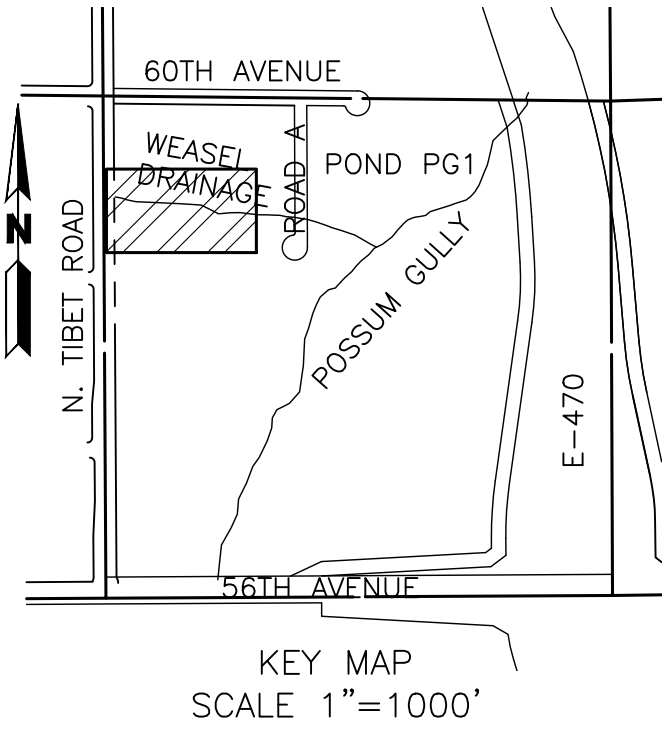 60TH AVENUE
WEASEL
DRAINAGE
ROAD A
POND PG1
N
N. TIBET ROAD
POSSUM GULLY
E-470
56TH AVENUE
KEY MAP
SCALE 1"=1000'